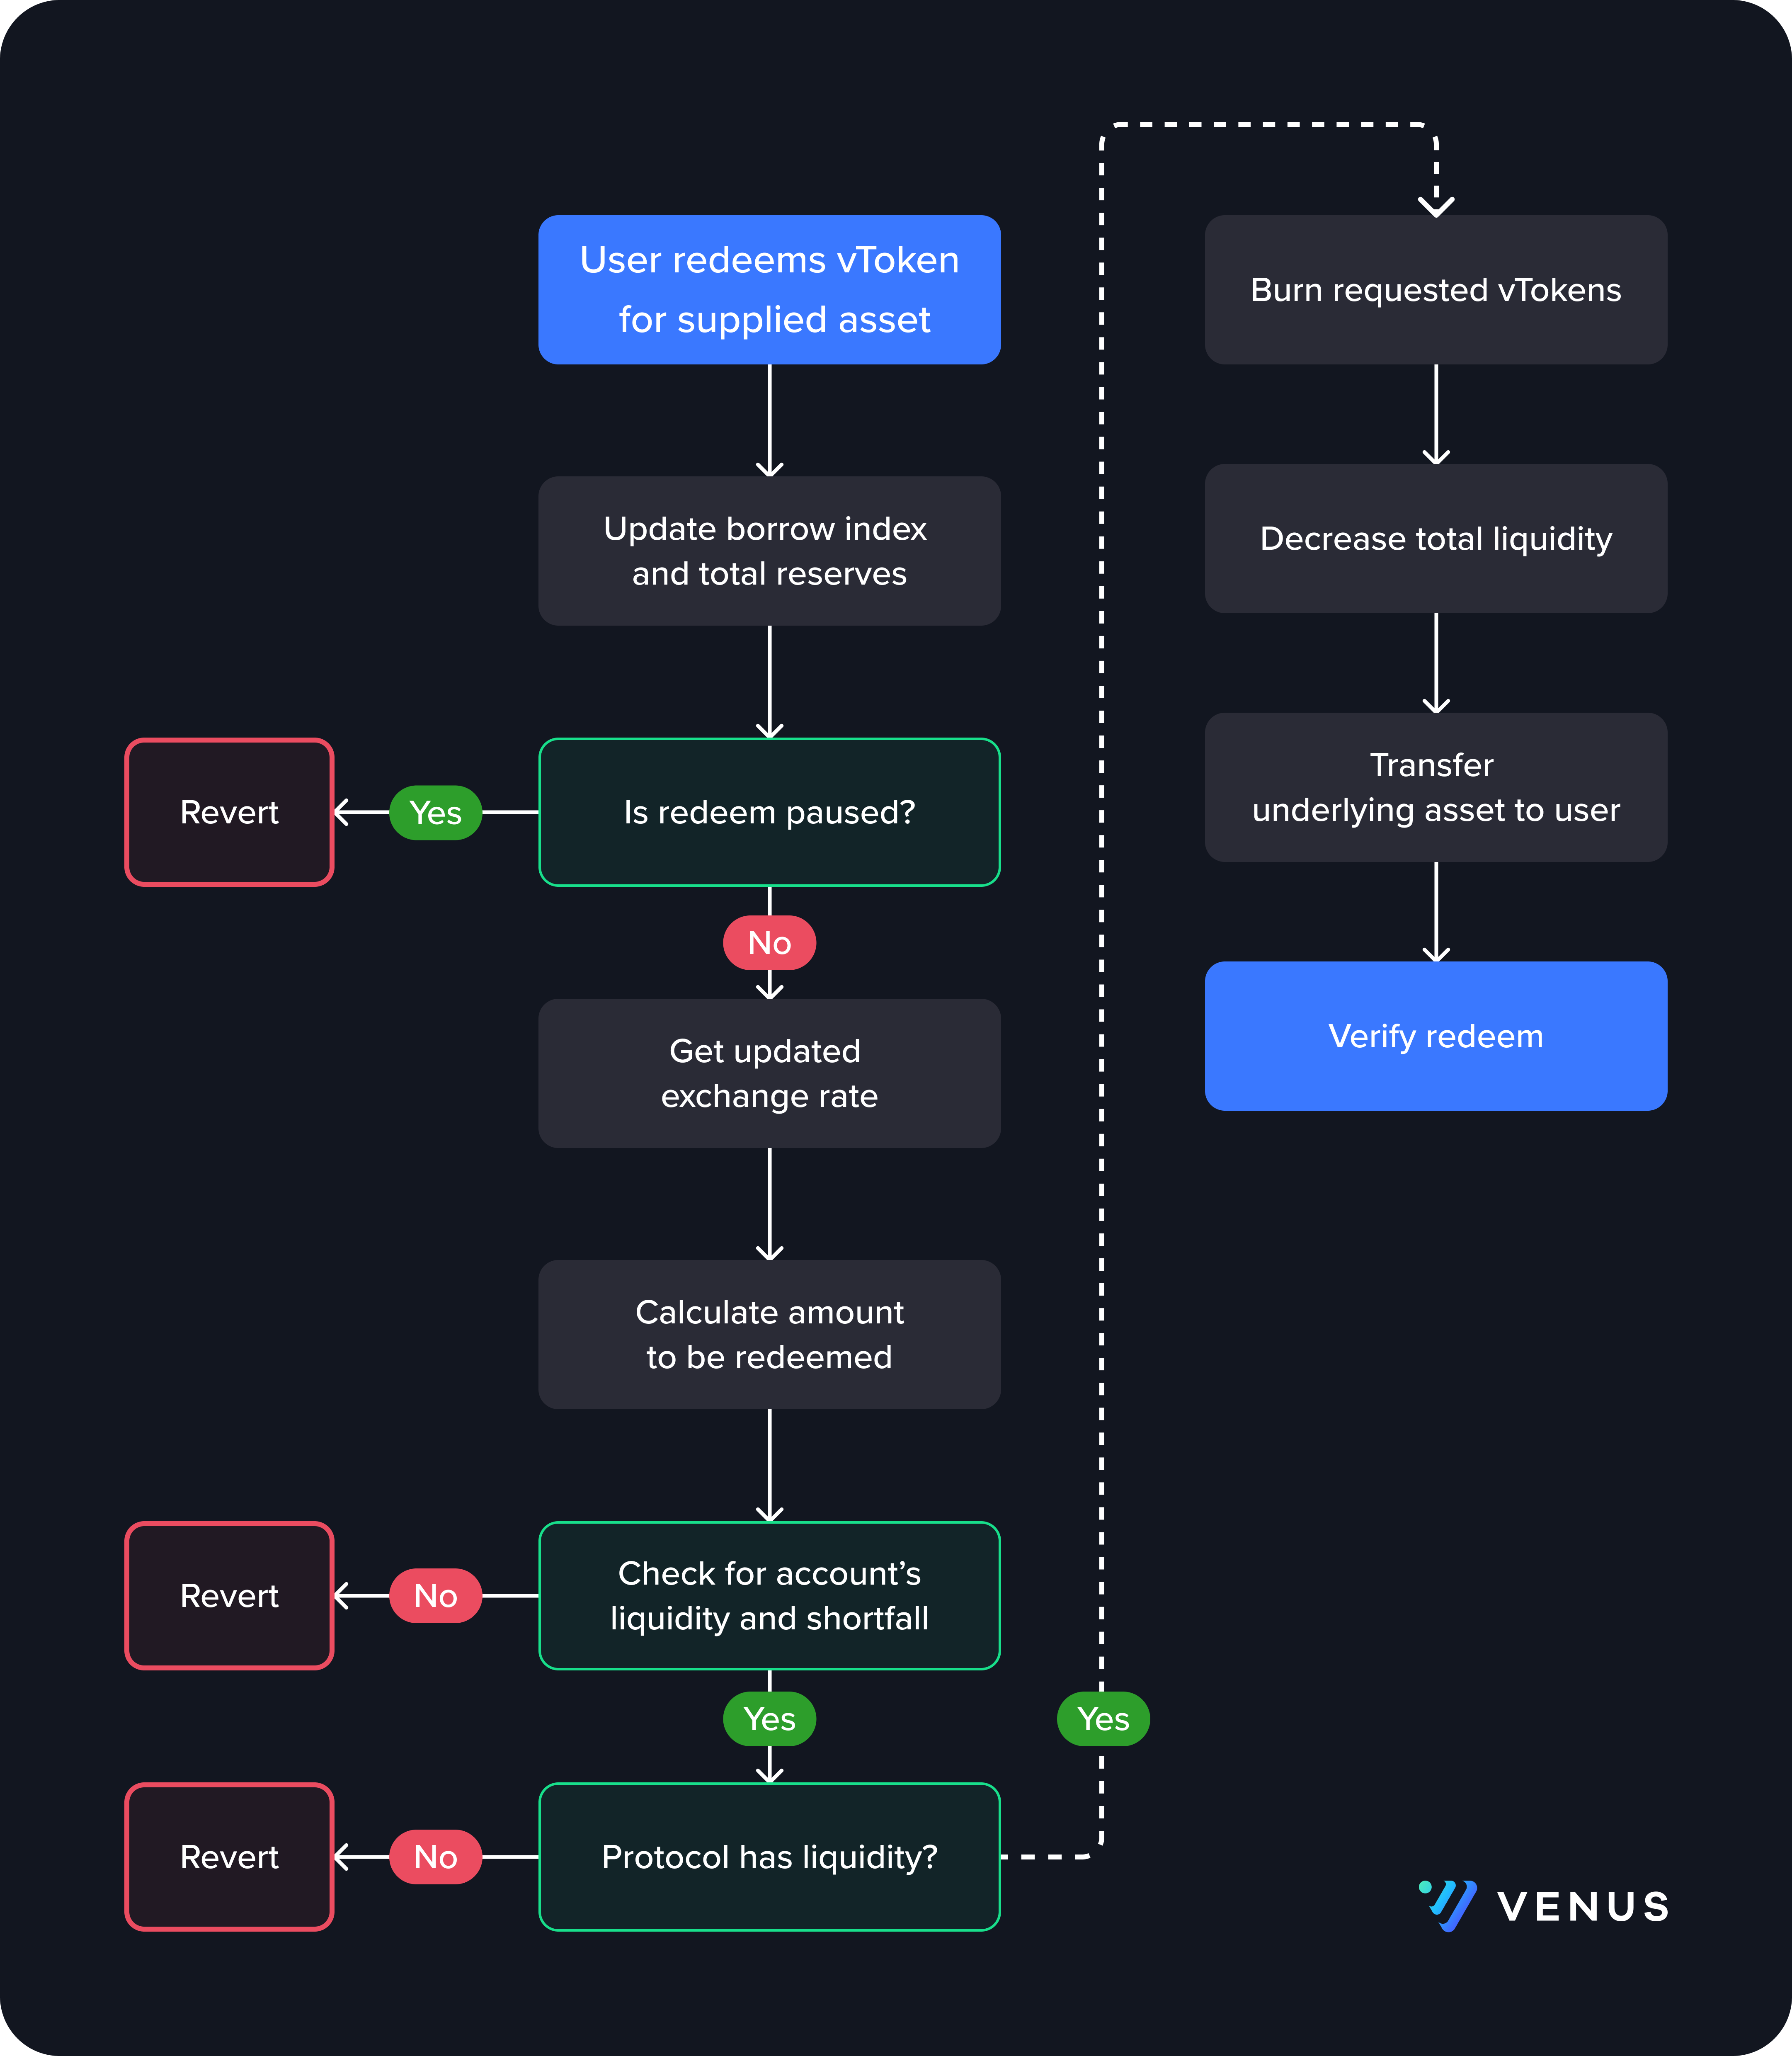 User redeems vToken
for supplied asset
Update borrow index
and total reserves
Is redeem paused?
Yes
Revert
No
Get updated
exchange rate
Calculate amount
to be redeemed
Check for account’s
liquidity and shortfall
No
Revert
Yes
Protocol has liquidity?
No
Revert
Yes
Burn requested vTokens
Decrease total liquidity
Transfer
underlying asset to user
Verify redeem
VENUS